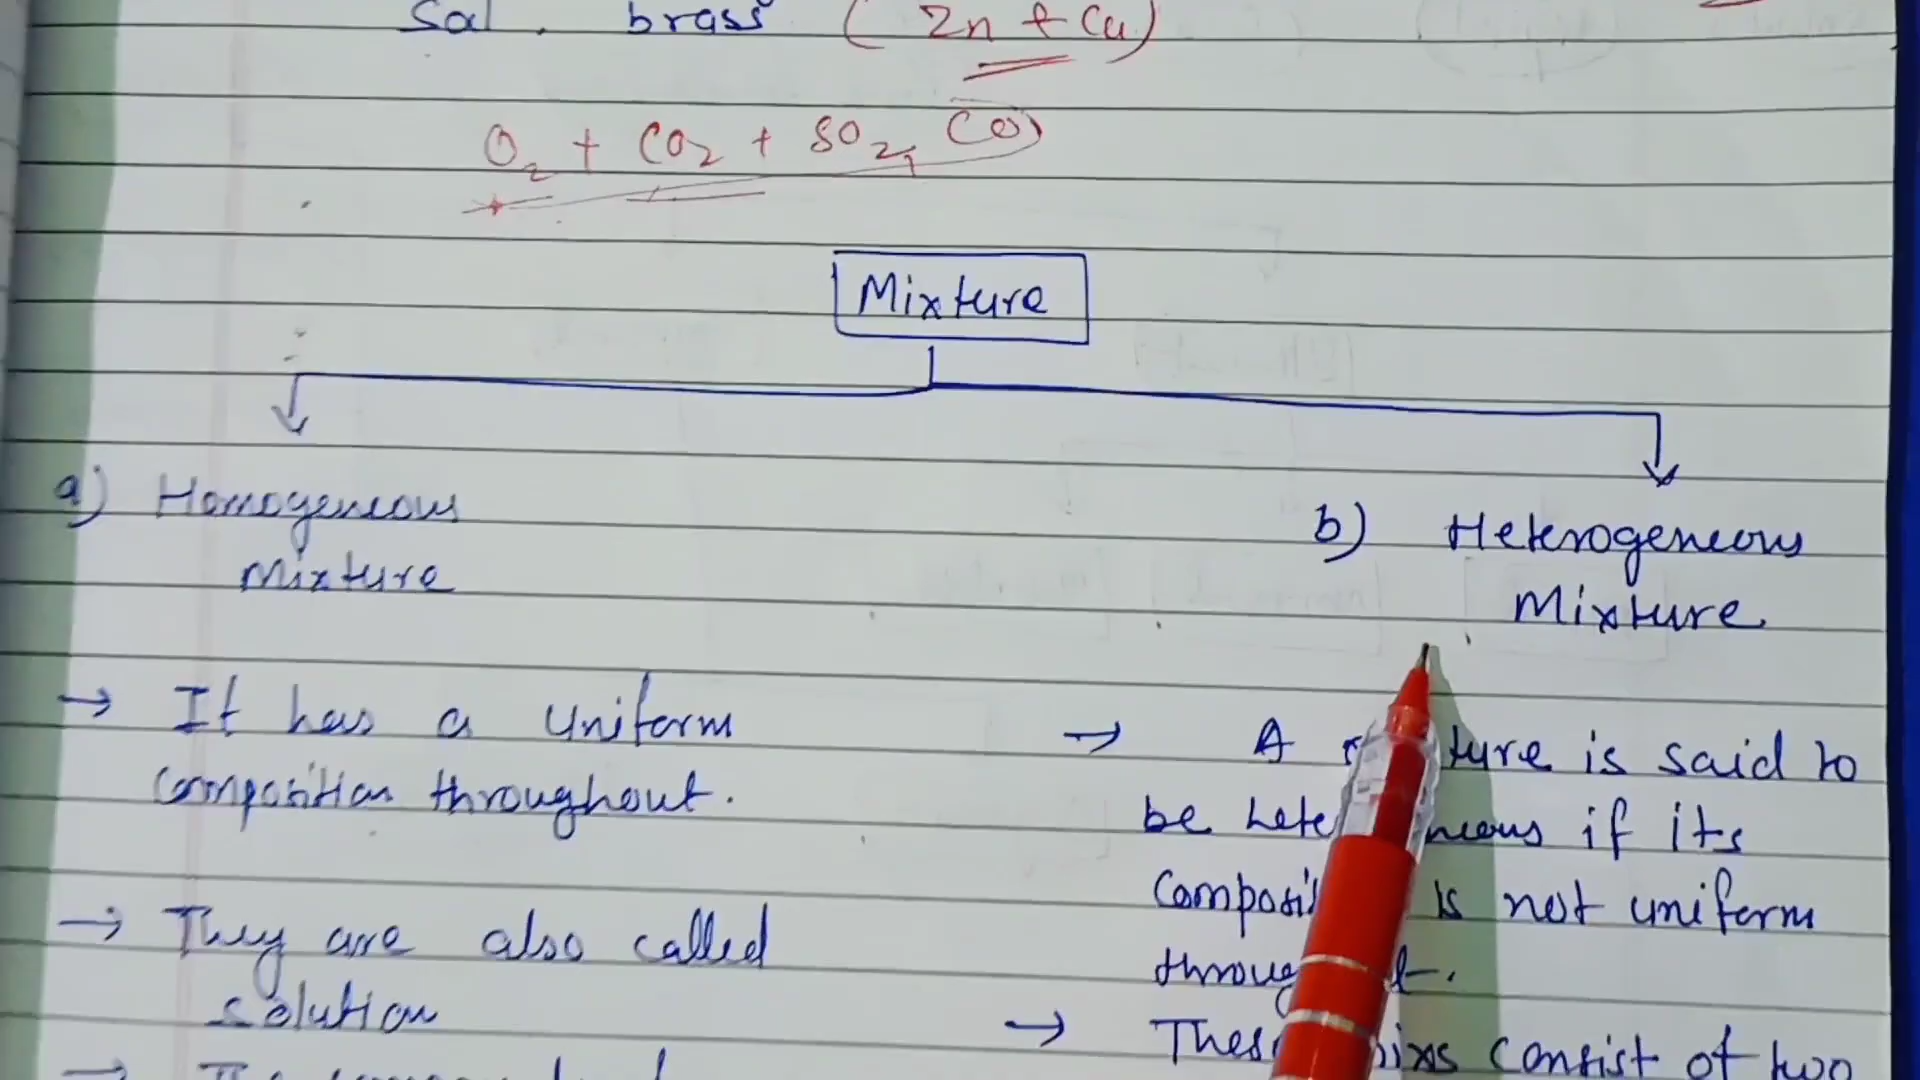 Sol. brass (Zn + Cu)
O2 + CO2 + SO2, CO)
Mixture
a) Homogeneous
Mixture
b) Heterogeneous
Mixture
→ It has a uniform
composition throughout.
→ They are also called
solution
→ A ture is said to
be hete neous if its
Composi is not uniform
throug t.
→ Thes ixs consist of two